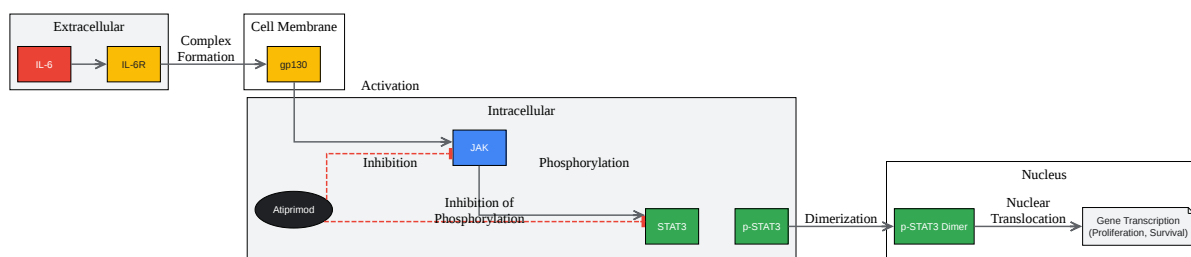 Extracellular
IL-6
IL-6R
Complex
Formation
Cell Membrane
gp130
Activation
Intracellular
JAK
Inhibition
Phosphorylation
Atiprimod
Inhibition of
Phosphorylation
STAT3
p-STAT3
Dimerization
Nucleus
p-STAT3 Dimer
Nuclear
Translocation
Gene Transcription
(Proliferation, Survival)